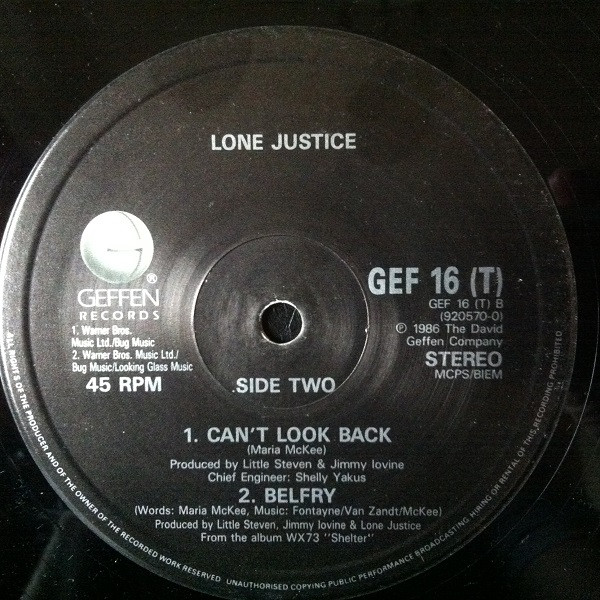 LONE JUSTICE
GEFFEN®
RECORDS
1. Warner Bros.
Music Ltd./Bug Music
2. Warner Bros. Music Ltd./
Bug Music/Looking Glass Music
45 RPM
GEF 16 (T)
GEF 16 (T) B
(920570-0)
℗ 1986 The David
Geffen Company
STEREO
MCPS/BIEM
SIDE TWO
1. CAN'T LOOK BACK
(Maria McKee)
Produced by Little Steven & Jimmy Iovine
Chief Engineer: Shelly Yakus
2. BELFRY
(Words: Maria McKee, Music: Fontayne/Van Zandt/McKee)
Produced by Little Steven, Jimmy Iovine & Lone Justice
From the album WX73 "Shelter"
ALL RIGHTS OF THE PRODUCER AND OF THE OWNER OF THE RECORDED WORK RESERVED UNAUTHORISED COPYING PUBLIC PERFORMANCE BROADCASTING HIRING OR RENTAL OF THIS RECORDING PROHIBITED